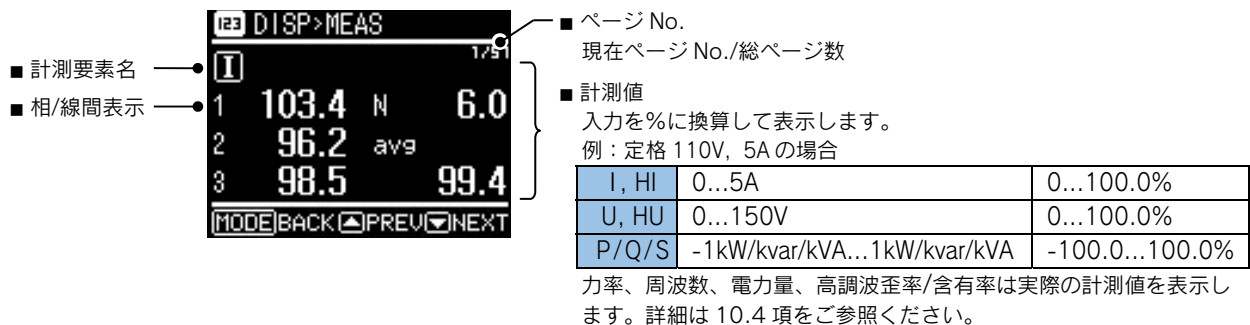 123 DISP>MEAS
1/51
I
1 103.4 N 6.0
2 96.2 avg
3 98.5 99.4
MODE BACK ▲PREV ▼NEXT
■ 計測要素名
■ 相/線間表示
■ ページ No.
現在ページ No./総ページ数
■ 計測値
入力を%に換算して表示します。
例：定格 110V, 5A の場合
I, HI 0...5A 0...100.0%
U, HU 0...150V 0...100.0%
P/Q/S -1kW/kvar/kVA...1kW/kvar/kVA -100.0...100.0%
力率、周波数、電力量、高調波歪率/含有率は実際の計測値を表示し
ます。詳細は 10.4 項をご参照ください。